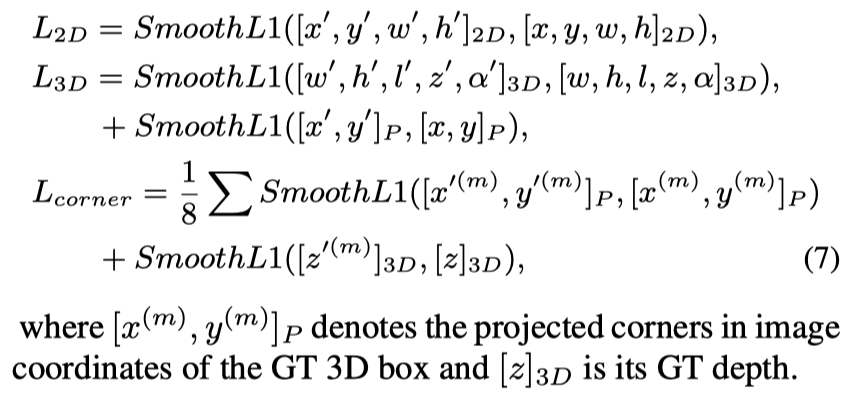 L_{2D} = SmoothL1([x′, y′, w′, h′]_{2D}, [x, y, w, h]_{2D}),
L_{3D} = SmoothL1([w′, h′, l′, z′, α′]_{3D}, [w, h, l, z, α]_{3D}),
+ SmoothL1([x′, y′]_P, [x, y]_P),
L_{corner} = \frac{1}{8} ∑ SmoothL1([x′^{(m)}, y′^{(m)}]_P, [x^{(m)}, y^{(m)}]_P)
+ SmoothL1([z′^{(m)}]_{3D}, [z]_{3D}), (7)
where [x^{(m)}, y^{(m)}]_P denotes the projected corners in image
coordinates of the GT 3D box and [z]_{3D} is its GT depth.